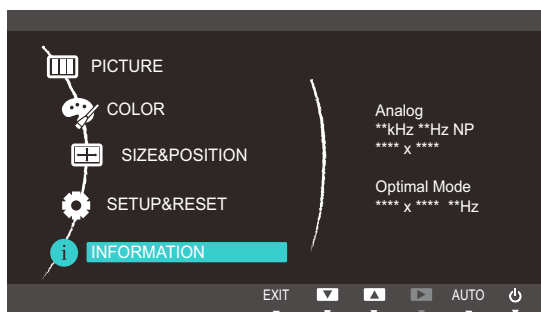 PICTURE
COLOR
SIZE&POSITION
SETUP&RESET
i INFORMATION
Analog
**kHz **Hz NP
**** x ****
Optimal Mode
**** x **** **Hz
EXIT AUTO